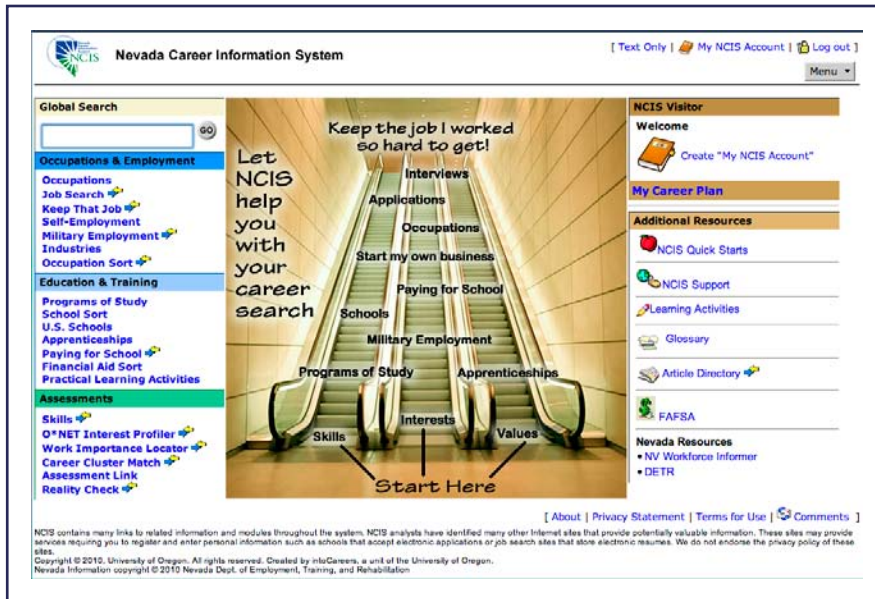 NCIS
Nevada Career Information System
[ Text Only | My NCIS Account | Log out ]
Menu
Global Search
GO
Occupations & Employment
Occupations
Job Search
Keep That Job
Self-Employment
Military Employment
Industries
Occupation Sort
Education & Training
Programs of Study
School Sort
U.S. Schools
Apprenticeships
Paying for School
Financial Aid Sort
Practical Learning Activities
Assessments
Skills
O*NET Interest Profiler
Work Importance Locator
Career Cluster Match
Assessment Link
Reality Check
Let
NCIS
help
you
with
your
career
search
Keep the job I worked
so hard to get!
Interviews
Applications
Occupations
Start my own business
Paying for School
Schools
Military Employment
Programs of Study
Apprenticeships
Interests
Skills
Values
Start Here
NCIS Visitor
Welcome
Create "My NCIS Account"
My Career Plan
Additional Resources
NCIS Quick Starts
NCIS Support
Learning Activities
Glossary
Article Directory
FAFSA
Nevada Resources
• NV Workforce Informer
• DETR
[ About | Privacy Statement | Terms for Use | Comments ]
NCIS contains many links to related information and modules throughout the system. NCIS analysts have identified many other Internet sites that provide potentially valuable information. These sites may provide
services requiring you to register and enter personal information such as schools that accept electronic applications or job search sites that store electronic resumes. We do not endorse the privacy policy of these
sites.
Copyright © 2010, University of Oregon. All rights reserved. Created by intoCareers, a unit of the University of Oregon.
Nevada Information copyright © 2010 Nevada Dept. of Employment, Training, and Rehabilitation